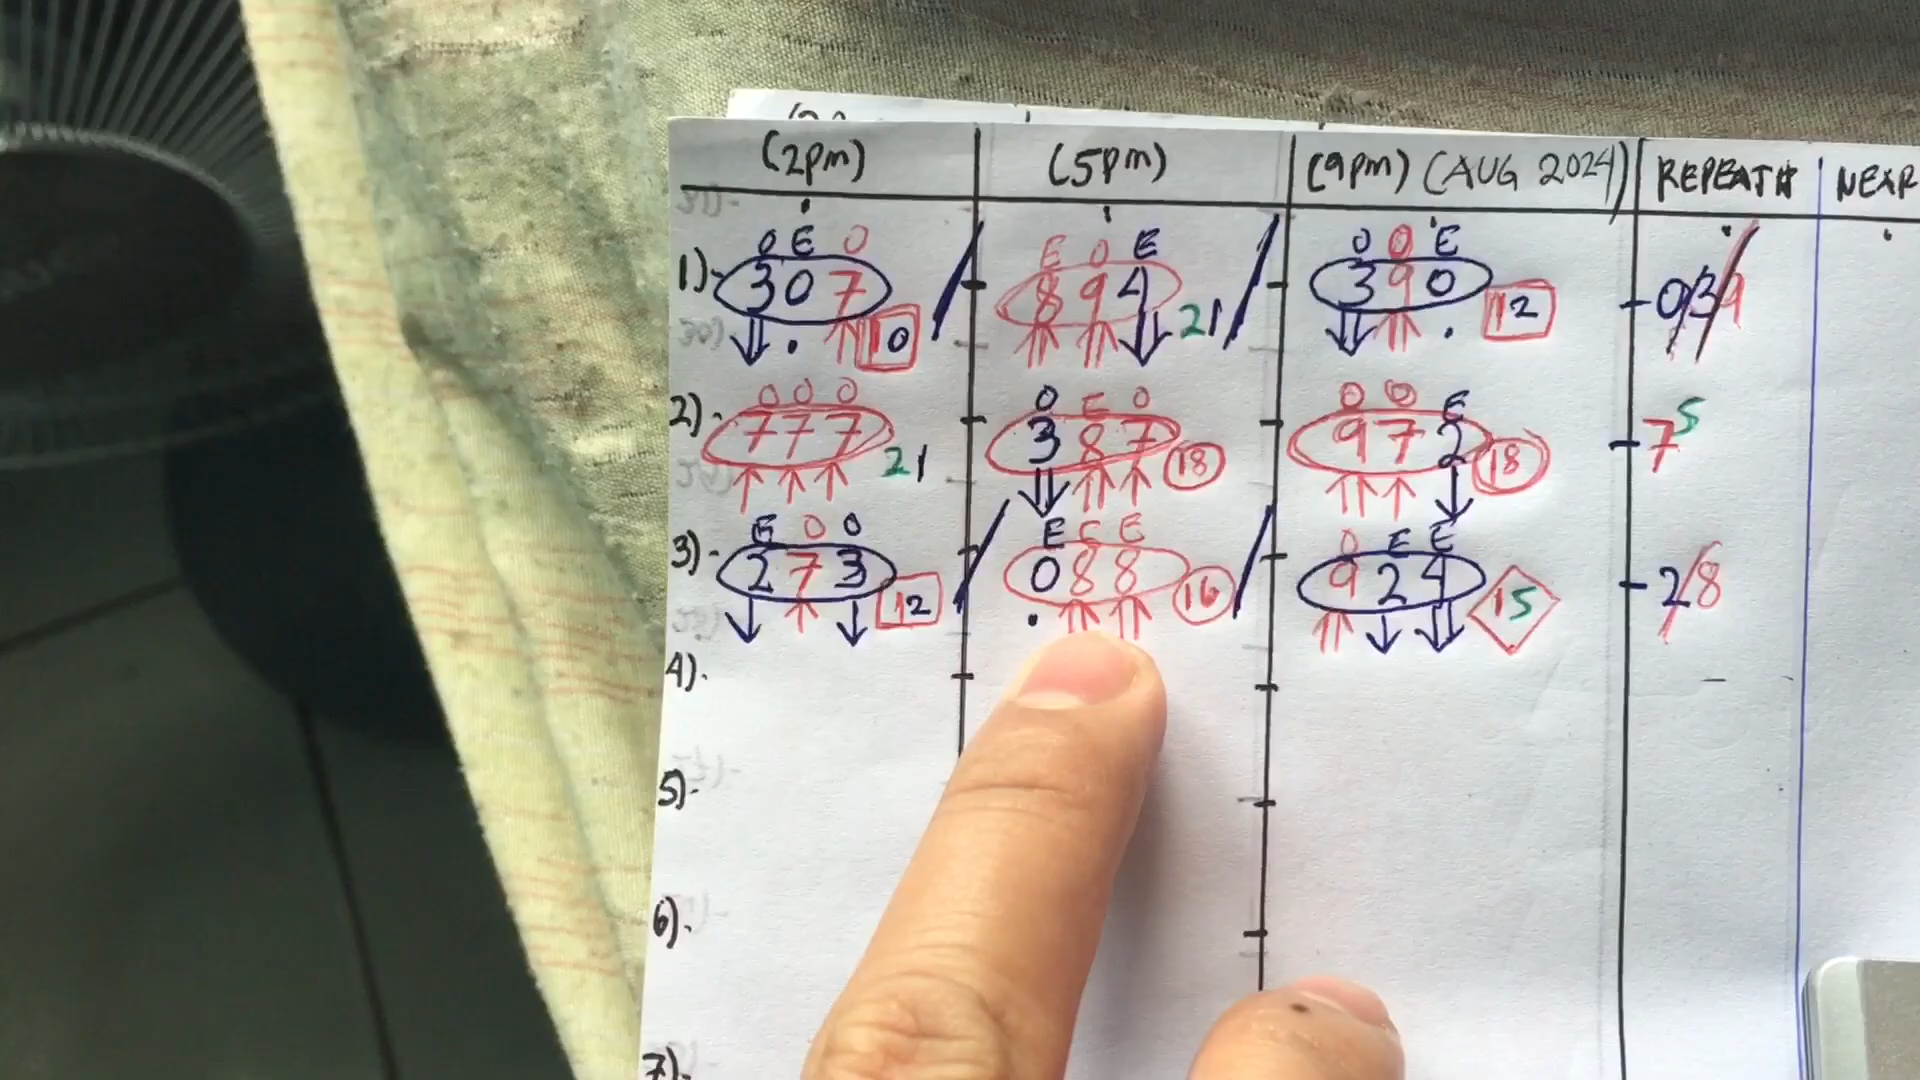 (2pm) (5pm) (9pm) (AUG 2024) REPEAT# NEAR
O E O E O E O O E
1)- 307 894 390 - 0/3/9
10 21 12
O O O O E O O O E
2)- 777 387 972 - 7 5
21 18 18
E O O E E E O E E
3)- 273 088 924 - 2/8
12 16 15
4).
5).
6).
7).